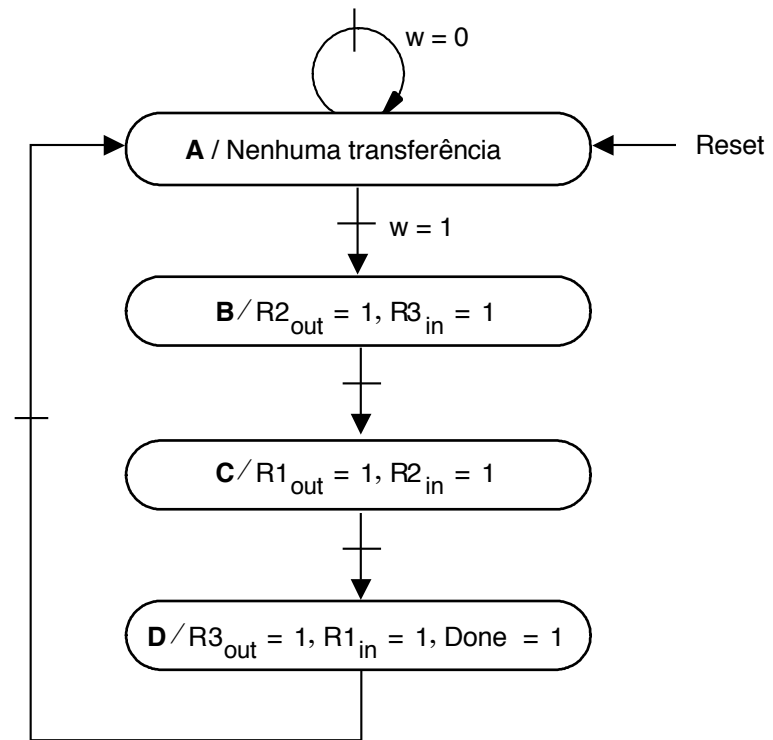 w = 0
A / Nenhuma transferência
Reset
w = 1
B / R2out = 1, R3in = 1
C / R1out = 1, R2in = 1
D / R3out = 1, R1in = 1, Done = 1